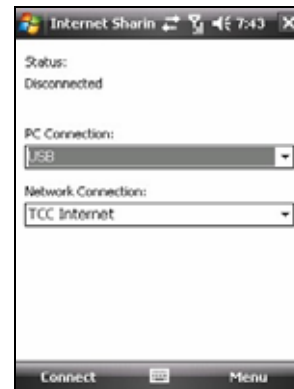 Internet Sharin 7:43
Status:
Disconnected
PC Connection:
USB
Network Connection:
TCC Internet
Connect Menu